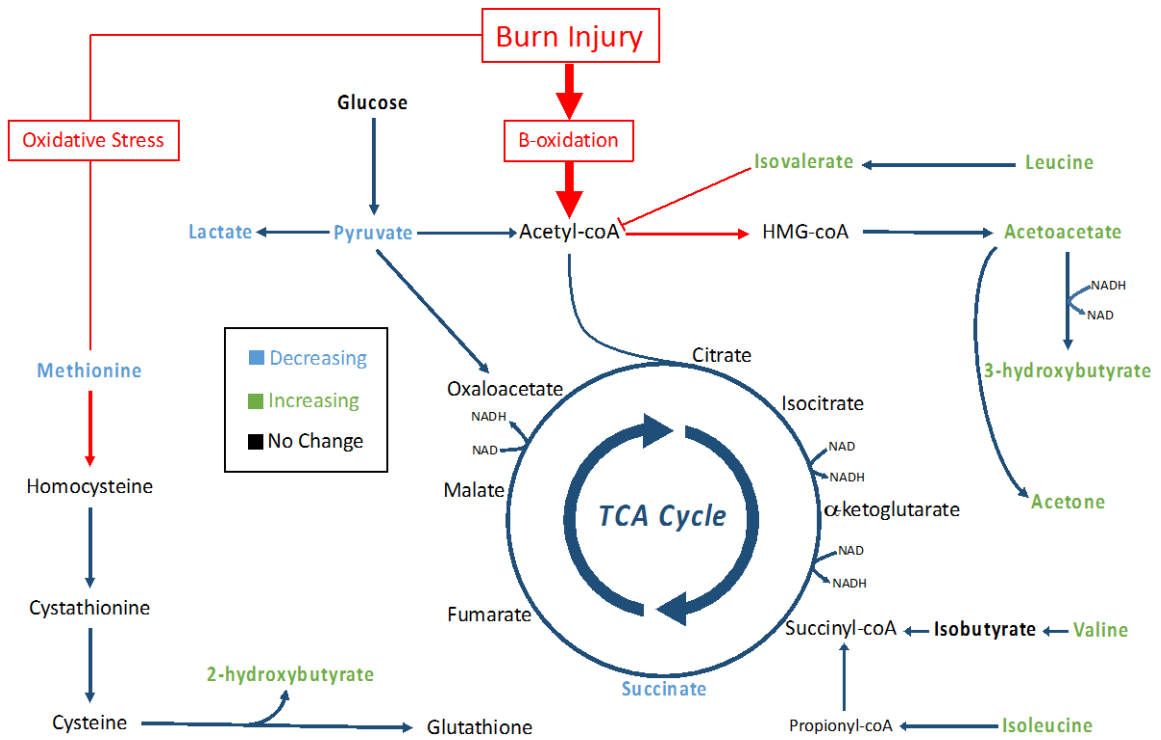 Burn Injury
Glucose
Oxidative Stress
B-oxidation
Isovalerate
Leucine
Lactate
Pyruvate
Acetyl-coA
HMG-coA
Acetoacetate
NADH
NAD
Decreasing
Increasing
No Change
Methionine
Citrate
3-hydroxybutyrate
Oxaloacetate
Isocitrate
NADH
NAD
NAD
NADH
Homocysteine
Malate
TCA Cycle
α-ketoglutarate
Acetone
NAD
NADH
Cystathionine
Fumarate
Succinyl-coA
Isobutyrate
Valine
2-hydroxybutyrate
Succinate
Cysteine
Glutathione
Propionyl-coA
Isoleucine